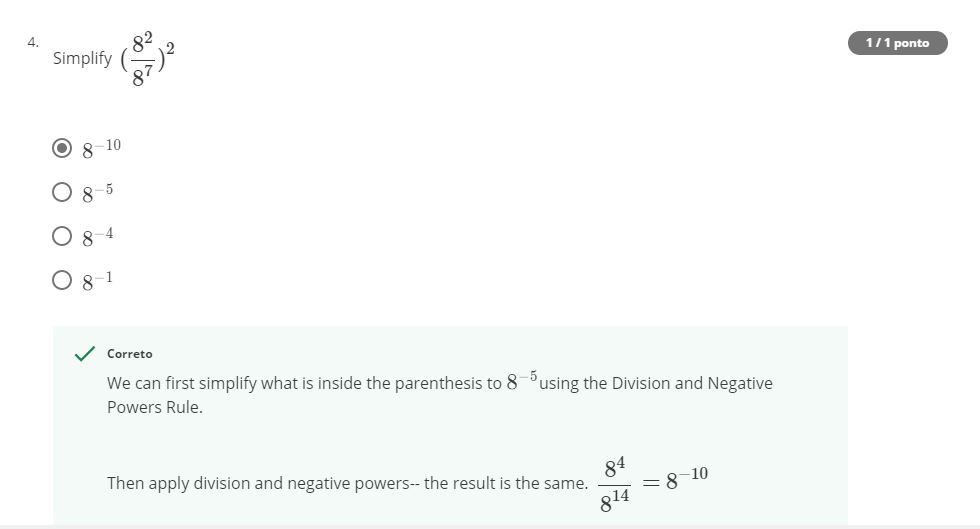 4.
Simplify (8^2/8^7)^2
1 / 1 ponto
8^−10
8^−5
8^−4
8^−1
Correto
We can first simplify what is inside the parenthesis to 8^−5 using the Division and Negative
Powers Rule.
Then apply division and negative powers-- the result is the same. 8^4/8^14 = 8^−10